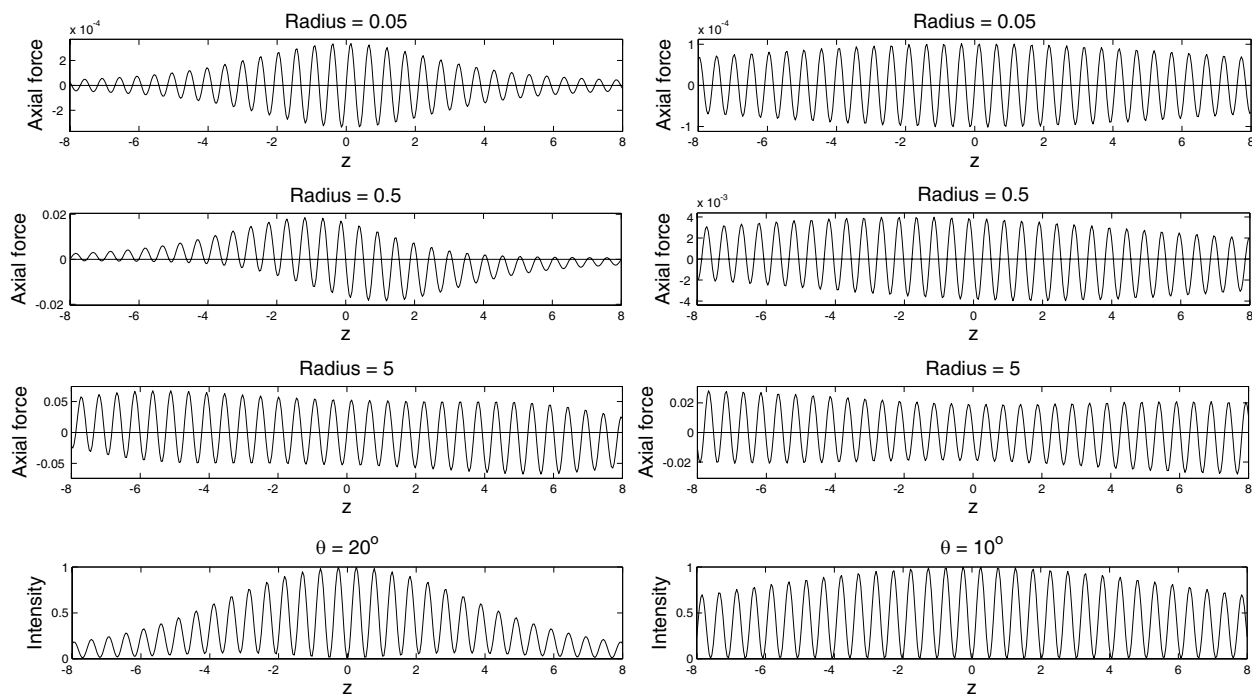 Radius = 0.05
x 10⁻⁴
Axial force
2
0
-2
-8 -6 -4 -2 0 2 4 6 8
z
Radius = 0.05
x 10⁻⁴
Axial force
1
0
-1
-8 -6 -4 -2 0 2 4 6 8
z
Radius = 0.5
Axial force
0.02
0
-0.02
-8 -6 -4 -2 0 2 4 6 8
z
Radius = 0.5
x 10⁻³
Axial force
4
2
0
-2
-4
-8 -6 -4 -2 0 2 4 6 8
z
Radius = 5
Axial force
0.05
0
-0.05
-8 -6 -4 -2 0 2 4 6 8
z
Radius = 5
Axial force
0.02
0
-0.02
-8 -6 -4 -2 0 2 4 6 8
z
θ = 20°
Intensity
1
0.5
0
-8 -6 -4 -2 0 2 4 6 8
z
θ = 10°
Intensity
1
0.5
0
-8 -6 -4 -2 0 2 4 6 8
z